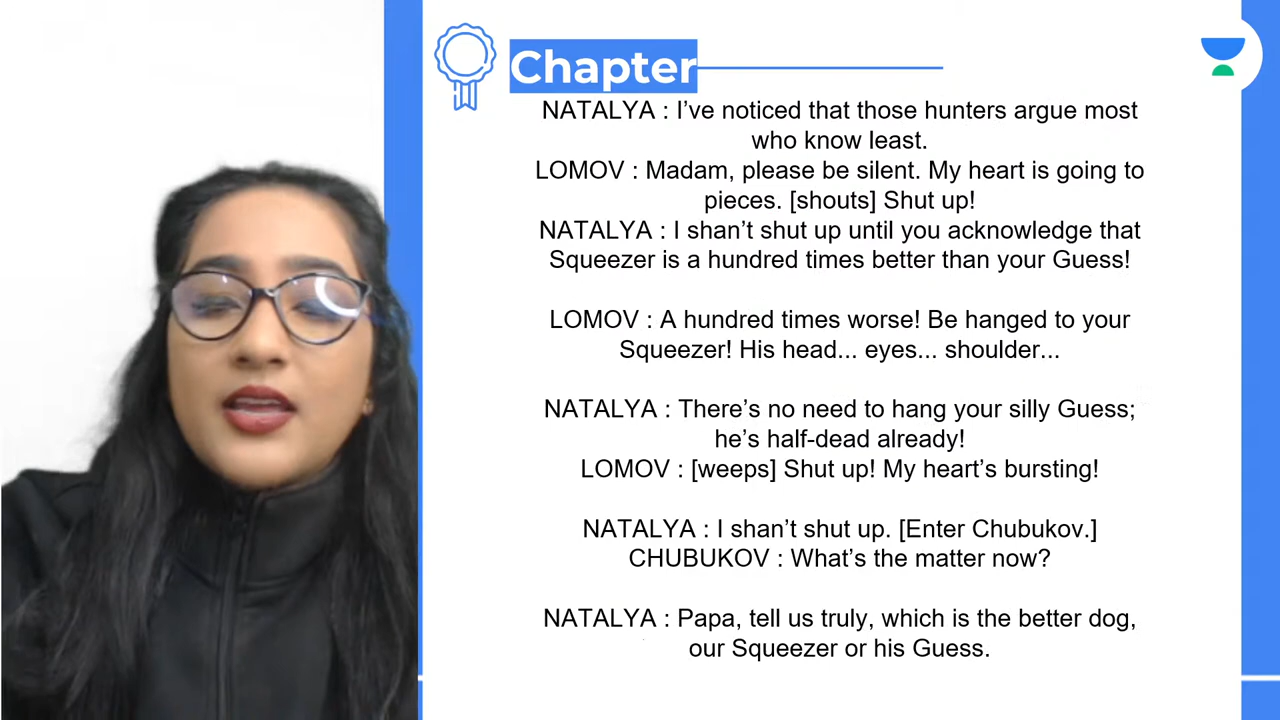 Chapter
NATALYA : I’ve noticed that those hunters argue most
who know least.
LOMOV : Madam, please be silent. My heart is going to
pieces. [shouts] Shut up!
NATALYA : I shan’t shut up until you acknowledge that
Squeezer is a hundred times better than your Guess!
LOMOV : A hundred times worse! Be hanged to your
Squeezer! His head... eyes... shoulder...
NATALYA : There’s no need to hang your silly Guess;
he’s half-dead already!
LOMOV : [weeps] Shut up! My heart’s bursting!
NATALYA : I shan’t shut up. [Enter Chubukov.]
CHUBUKOV : What’s the matter now?
NATALYA : Papa, tell us truly, which is the better dog,
our Squeezer or his Guess.